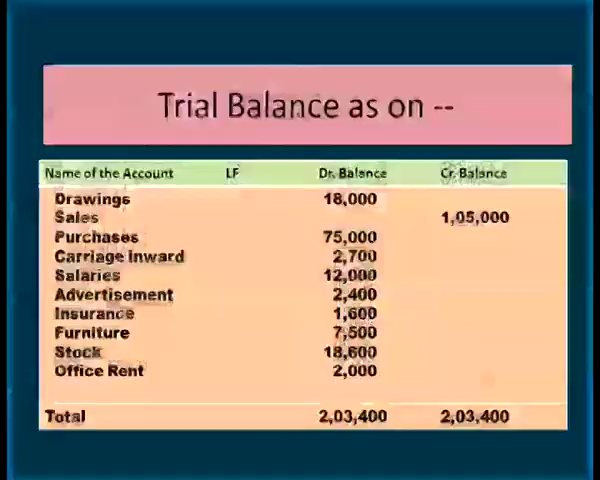 Trial Balance as on --
Name of the Account LF Dr. Balance Cr. Balance
Drawings 18,000
Sales 1,05,000
Purchases 75,000
Carriage Inward 2,700
Salaries 12,000
Advertisement 2,400
Insurance 1,600
Furniture 7,500
Stock 18,600
Office Rent 2,000
Total 2,03,400 2,03,400